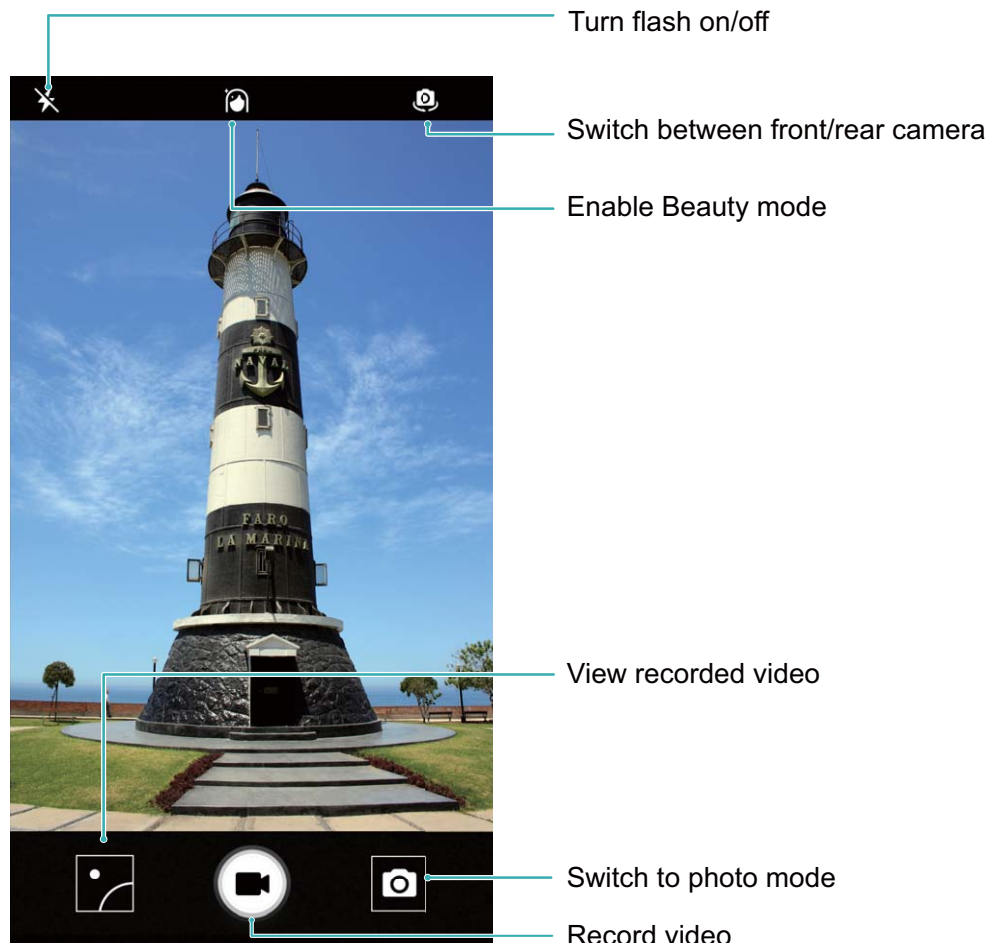 Turn flash on/off
Switch between front/rear camera
Enable Beauty mode
NAVAL
FARO
LA MARINA
View recorded video
Switch to photo mode
Record video